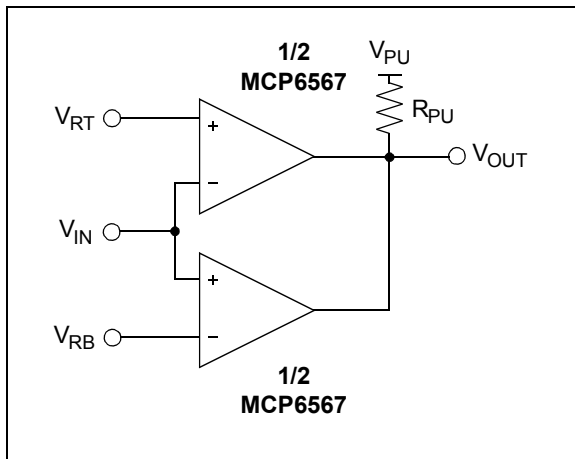 1/2
MCP6567
V_PU
R_PU
V_RT
+
−
V_OUT
V_IN
+
−
V_RB
1/2
MCP6567